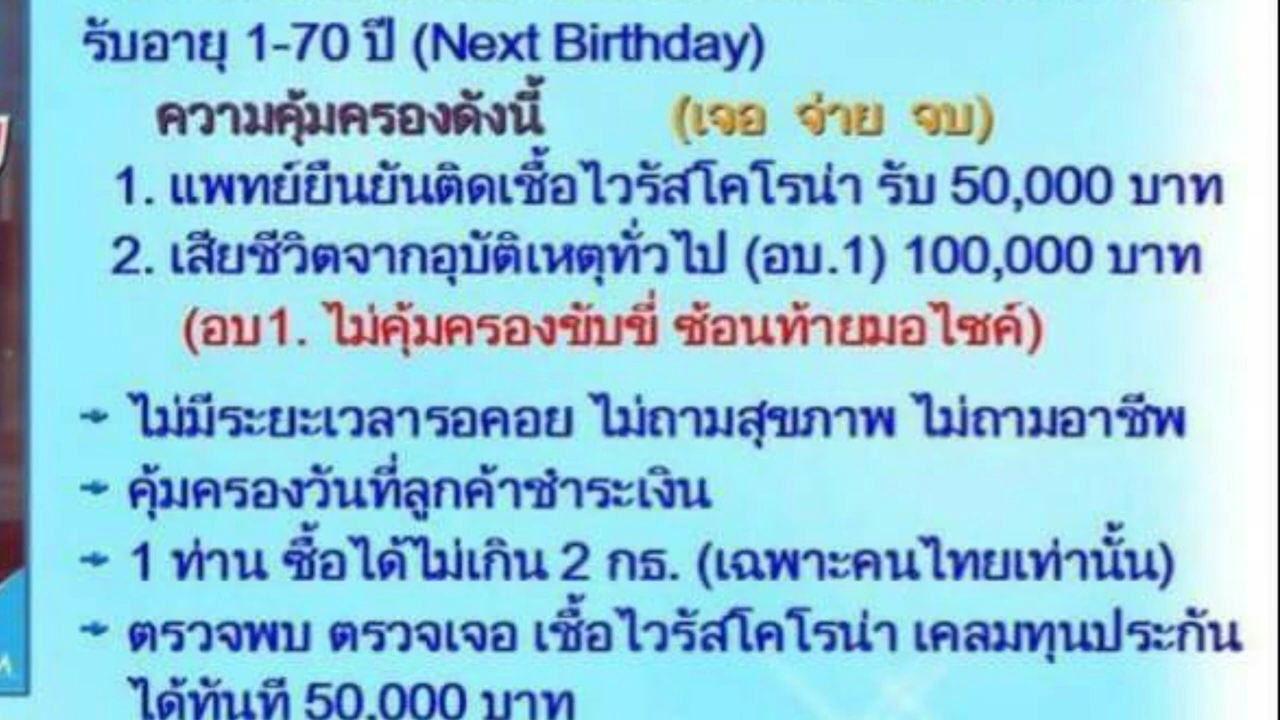 รับอายุ 1-70 ปี (Next Birthday)
ความคุ้มครองดังนี้ (เจอ จ่าย จบ)
1. แพทย์ยืนยันติดเชื้อไวรัสโคโรน่า รับ 50,000 บาท
2. เสียชีวิตจากอุบัติเหตุทั่วไป (อบ.1) 100,000 บาท
(อบ1. ไม่คุ้มครองขับขี่ ซ้อนท้ายมอไซค์)
ไม่มีระยะเวลารอคอย ไม่ถามสุขภาพ ไม่ถามอาชีพ
คุ้มครองวันที่ลูกค้าชำระเงิน
1 ท่าน ซื้อได้ไม่เกิน 2 กธ. (เฉพาะคนไทยเท่านั้น)
ตรวจพบ ตรวจเจอ เชื้อไวรัสโคโรน่า เคลมทุนประกัน
ได้ทันที 50,000 บาท